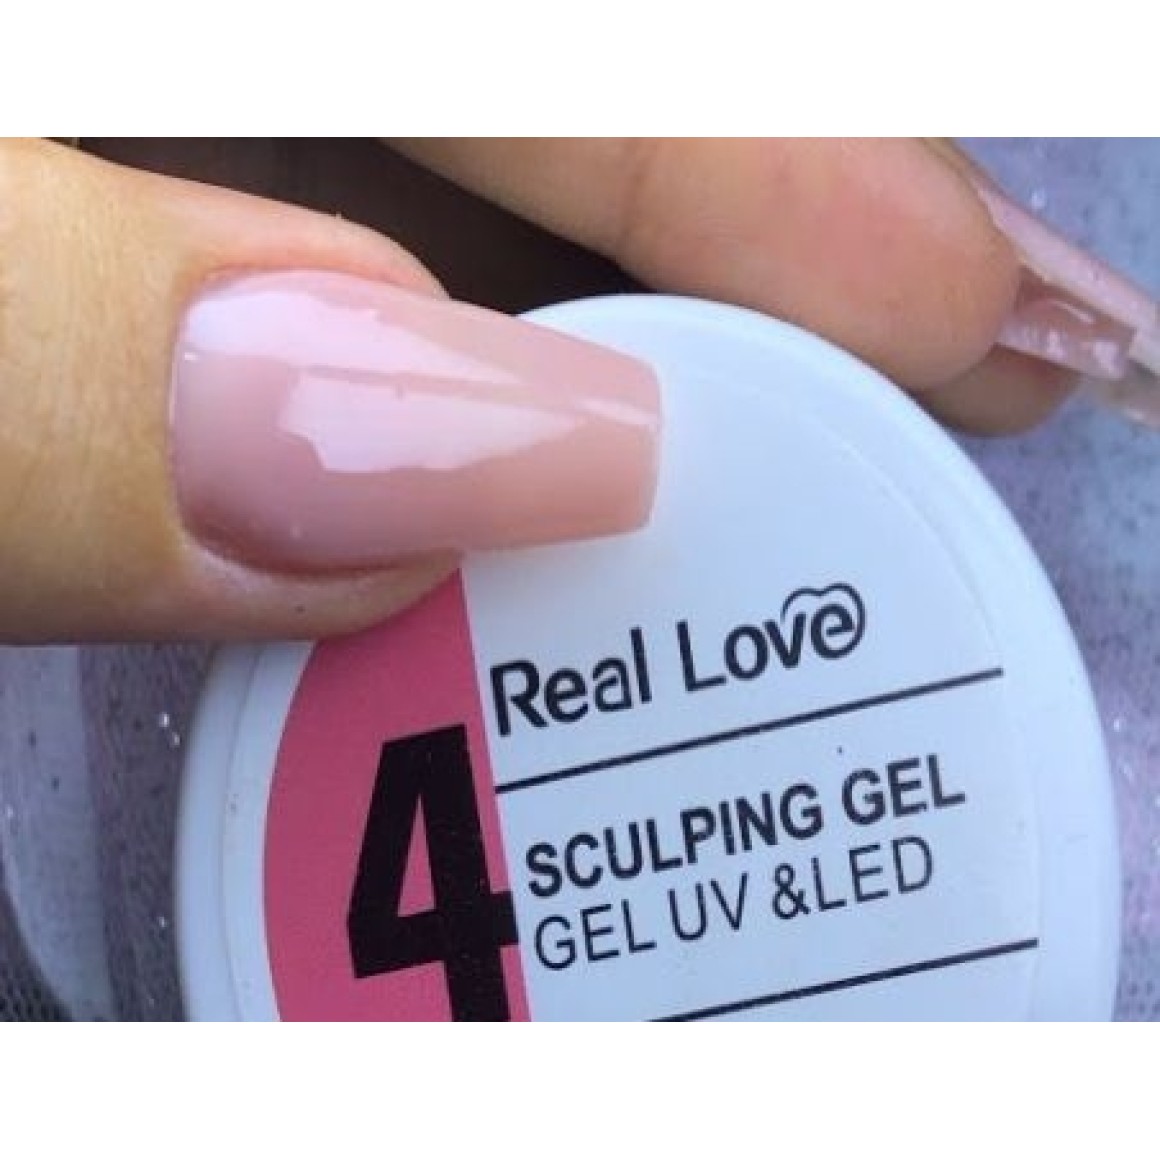 Real Love
4
SCULPING GEL
GEL UV &LED